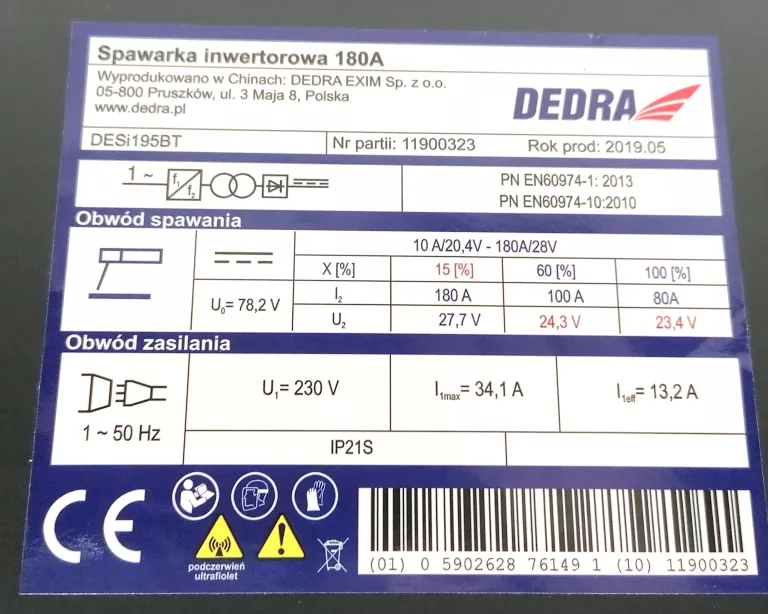 Spawarka inwertorowa 180A
Wyprodukowano w Chinach: DEDRA EXIM Sp. z o.o.
05-800 Pruszków, ul. 3 Maja 8, Polska
www.dedra.pl
DEDRA
DESi195BT Nr partii: 11900323 Rok prod: 2019.05
1 ~ f₁ f₂
PN EN60974-1: 2013
PN EN60974-10:2010
Obwód spawania
10 A/20,4V - 180A/28V
X [%] 15 [%] 60 [%] 100 [%]
U₀= 78,2 V
I₂ 180 A 100 A 80A
U₂ 27,7 V 24,3 V 23,4 V
Obwód zasilania
1 ~ 50 Hz
U₁= 230 V I₁max= 34,1 A I₁eff= 13,2 A
IP21S
CE
podczerwień
ultrafiolet
(01) 0 5902628 76149 1 (10) 11900323